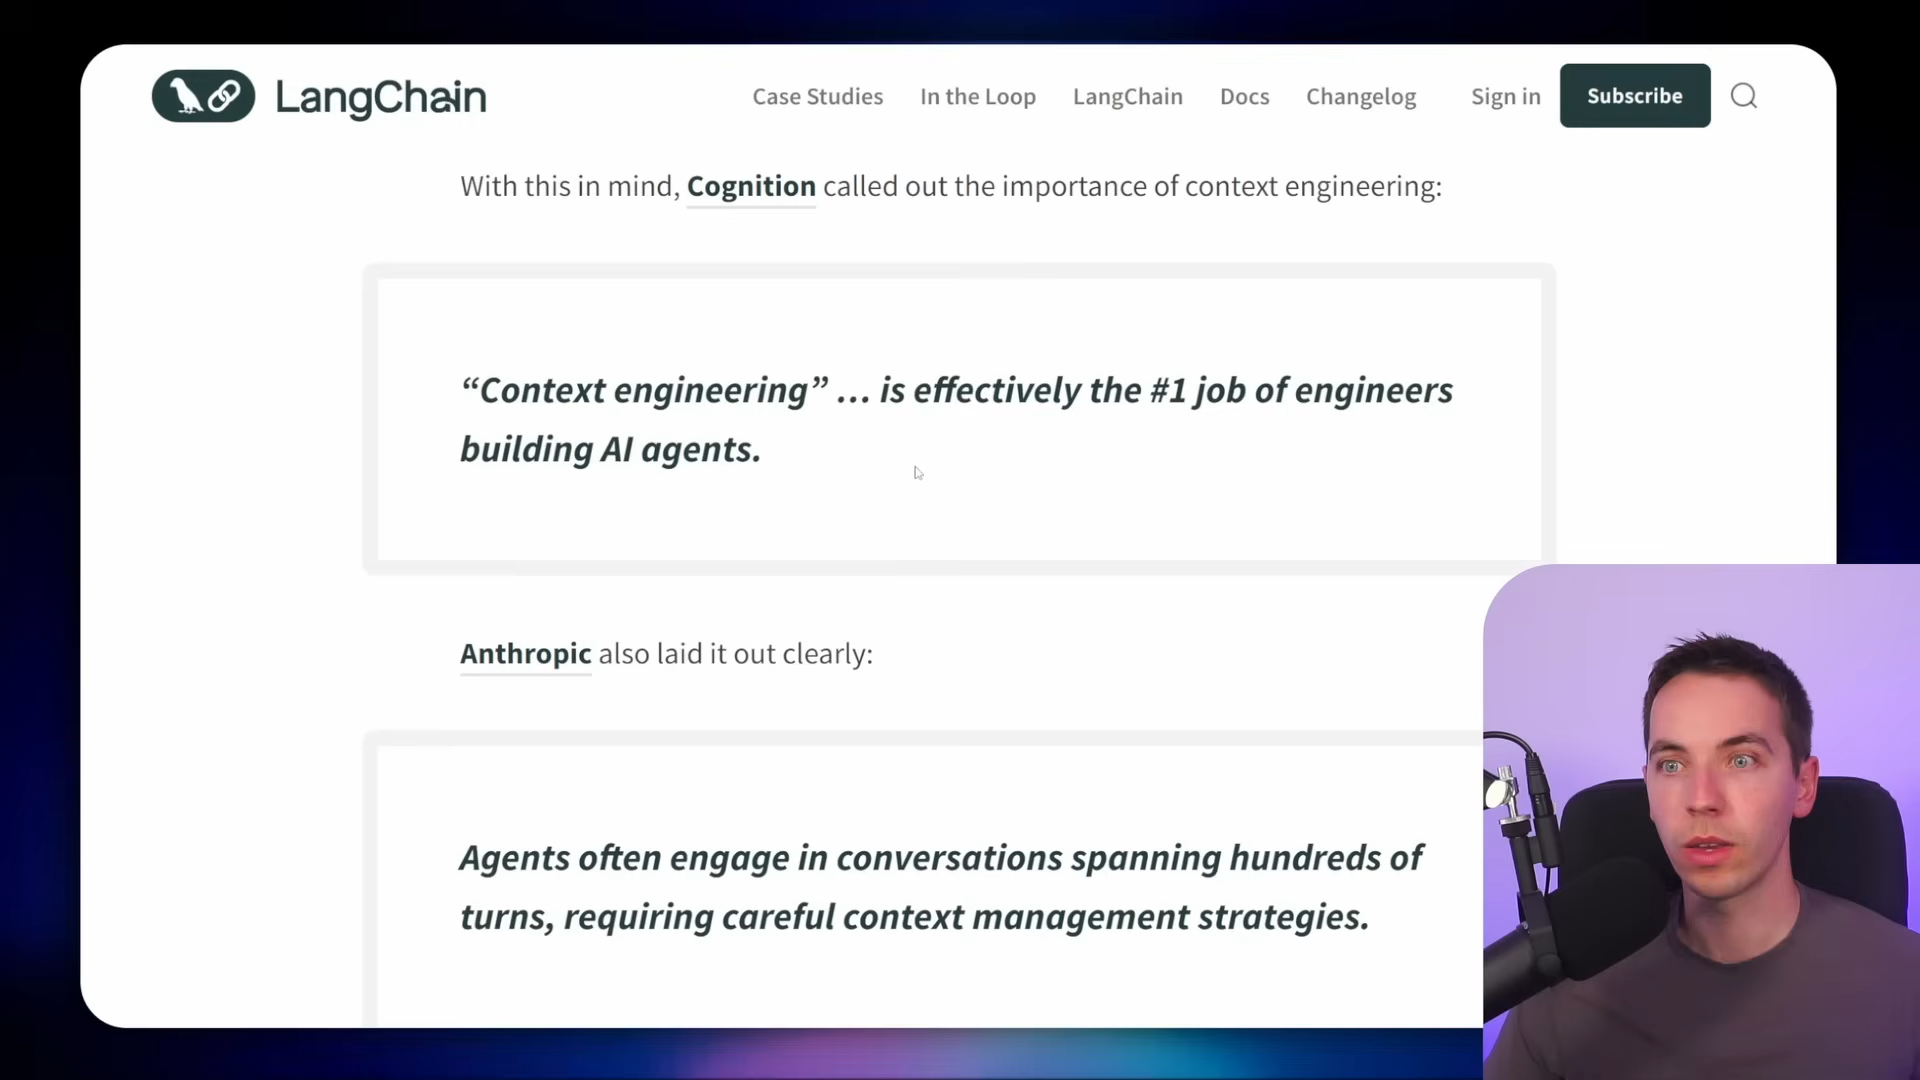 LangChain
Case Studies In the Loop LangChain Docs Changelog Sign in Subscribe
With this in mind, Cognition called out the importance of context engineering:
“Context engineering” … is effectively the #1 job of engineers
building AI agents.
Anthropic also laid it out clearly:
Agents often engage in conversations spanning hundreds of
turns, requiring careful context management strategies.